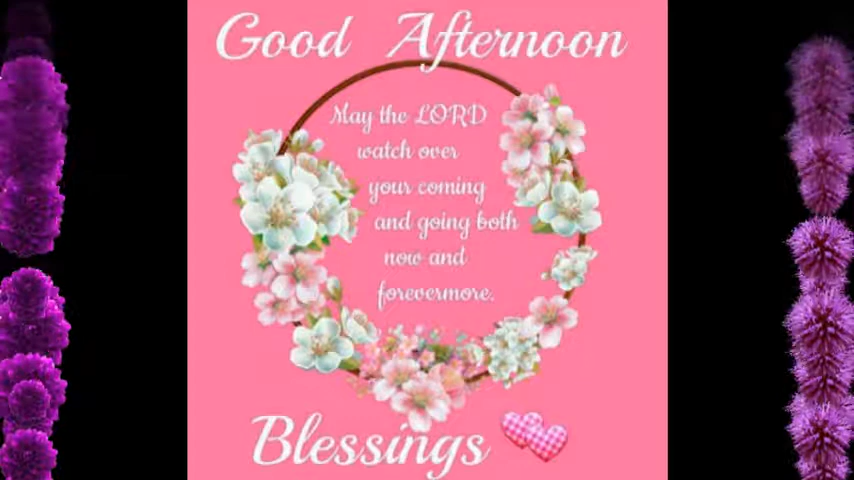 Good Afternoon
May the LORD
watch over
your coming
and going both
now and
forevermore.
Blessings